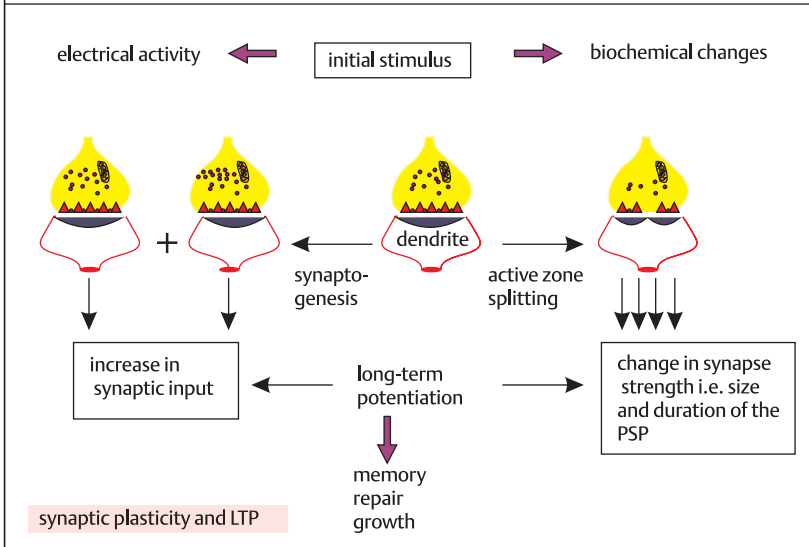 electrical activity
initial stimulus
biochemical changes
+
dendrite
synapto-
genesis
active zone
splitting
increase in
synaptic input
long-term
potentiation
change in synapse
strength i.e. size
and duration of the
PSP
memory
repair
growth
synaptic plasticity and LTP